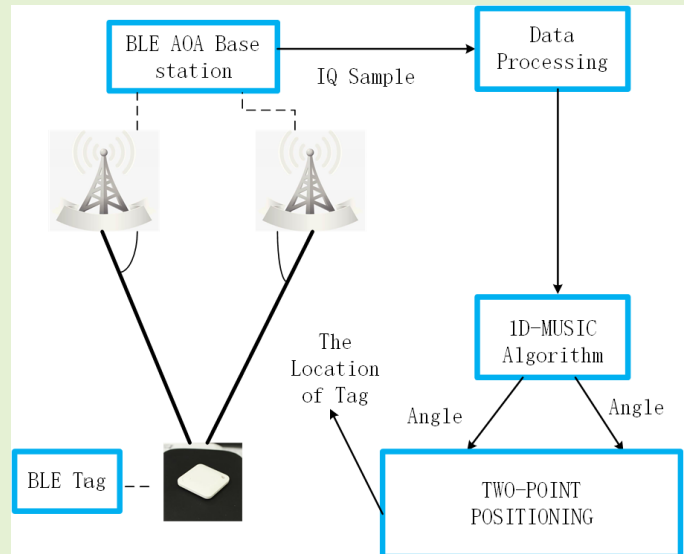 BLE AOA Base
station
IQ Sample
Data
Processing
1D-MUSIC
Algorithm
The
Location
of Tag
Angle
Angle
BLE Tag
TWO-POINT
POSITIONING